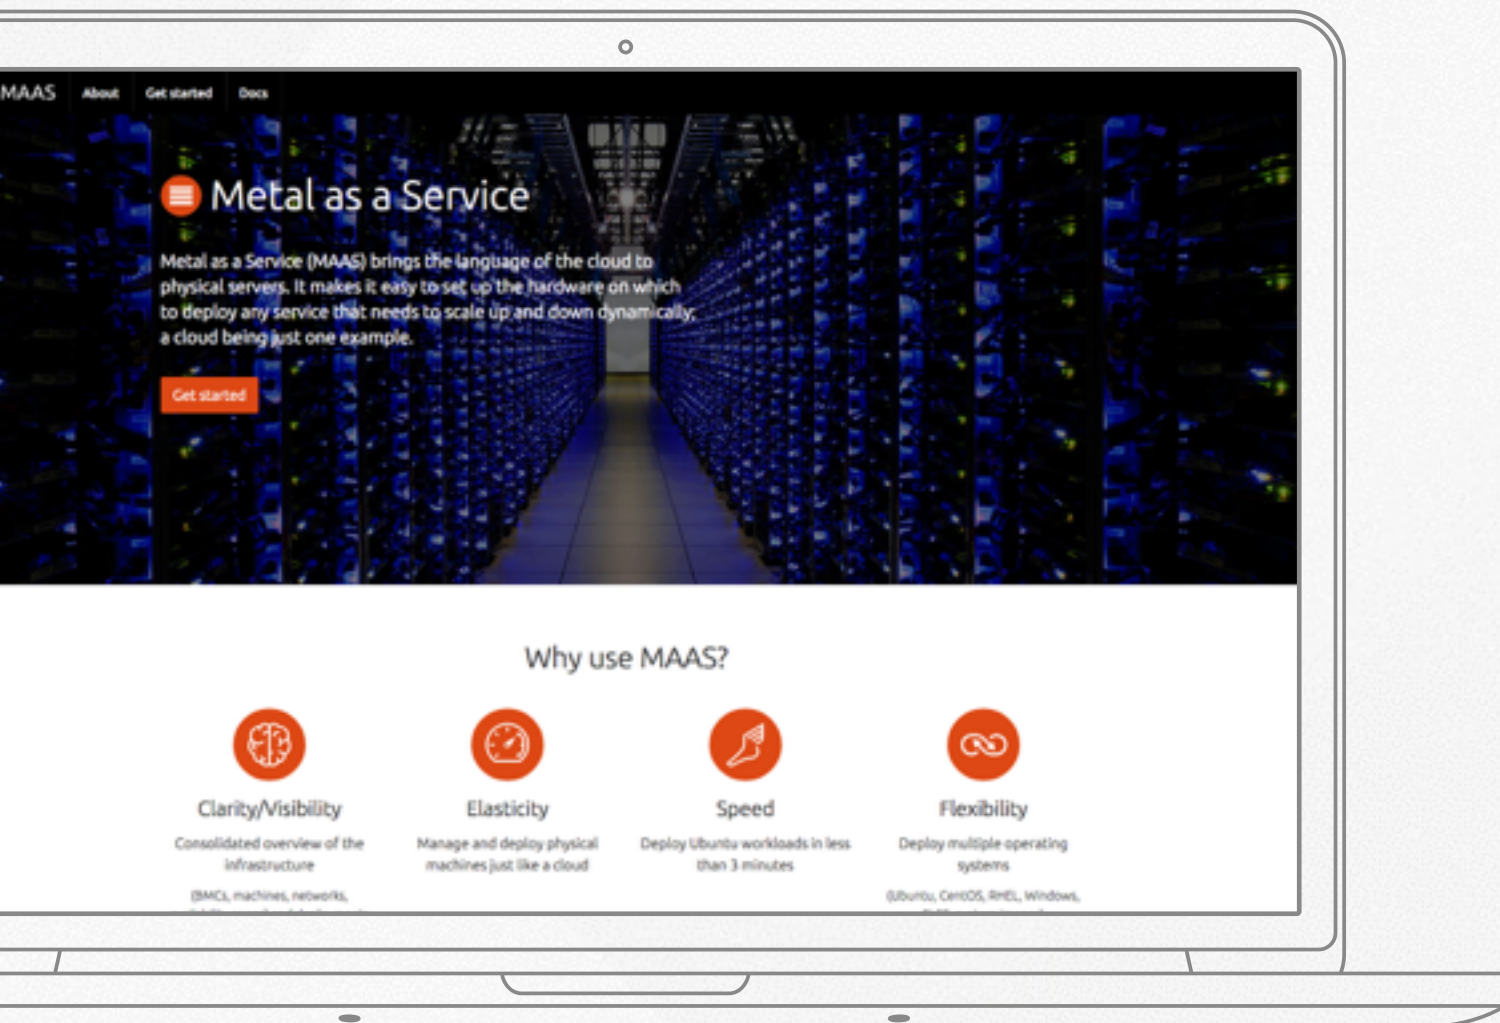 MAAS About Get started Docs
Metal as a Service
Metal as a Service (MAAS) brings the language of the cloud to
physical servers. It makes it easy to set up the hardware on which
to deploy any service that needs to scale up and down dynamically;
a cloud being just one example.
Get started
Why use MAAS?
Clarity/Visibility
Consolidated overview of the
infrastructure
(BMCs, machines, networks,
Elasticity
Manage and deploy physical
machines just like a cloud
Speed
Deploy Ubuntu workloads in less
than 3 minutes
Flexibility
Deploy multiple operating
systems
(Ubuntu, CentOS, RHEL, Windows,